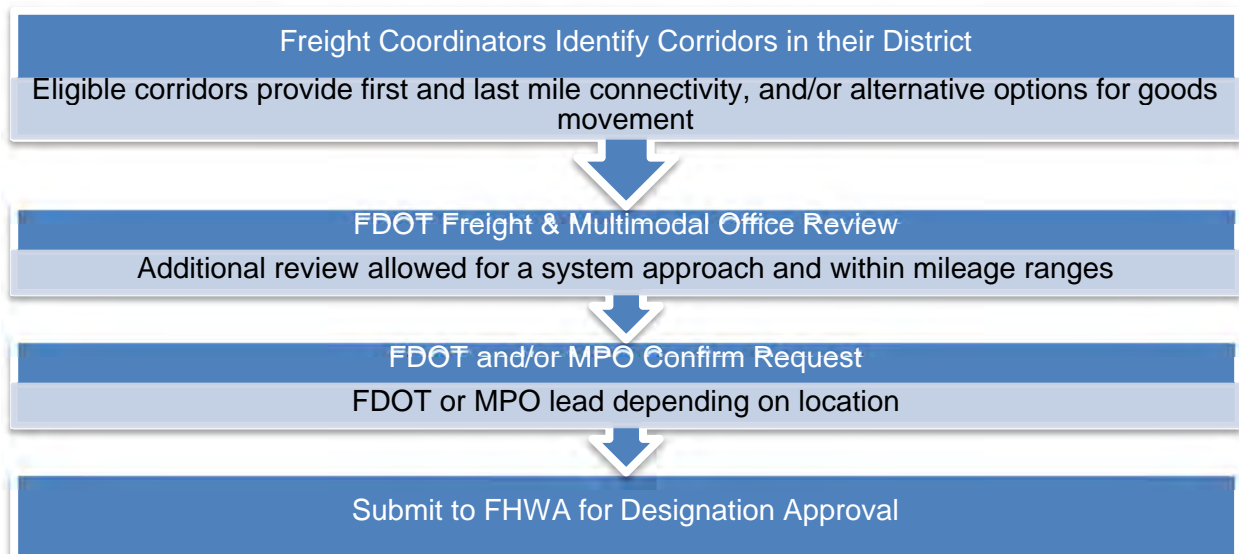 Freight Coordinators Identify Corridors in their District
Eligible corridors provide first and last mile connectivity, and/or alternative options for goods
movement
FDOT Freight & Multimodal Office Review
Additional review allowed for a system approach and within mileage ranges
FDOT and/or MPO Confirm Request
FDOT or MPO lead depending on location
Submit to FHWA for Designation Approval